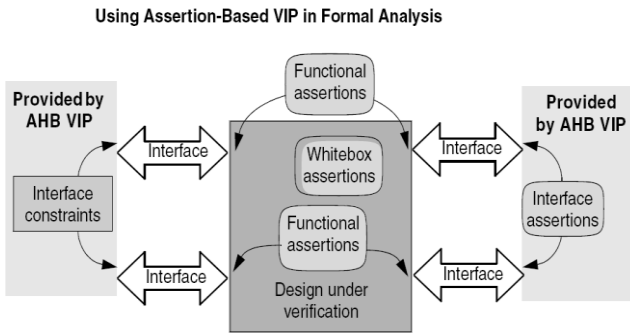 Using Assertion-Based VIP in Formal Analysis
Provided by
AHB VIP
Functional
assertions
Provided
by AHB VIP
Interface
Interface
Whitebox
assertions
Interface
constraints
Interface
assertions
Functional
assertions
Interface
Interface
Design under
verification